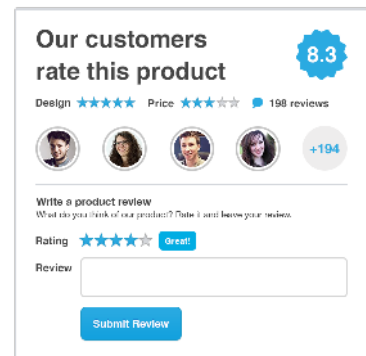 Our customers
rate this product
8.3
Design Price 198 reviews
+194
Write a product review
What do you think of our product? Rate it and leave your review.
Rating Great!
Review
Submit Review